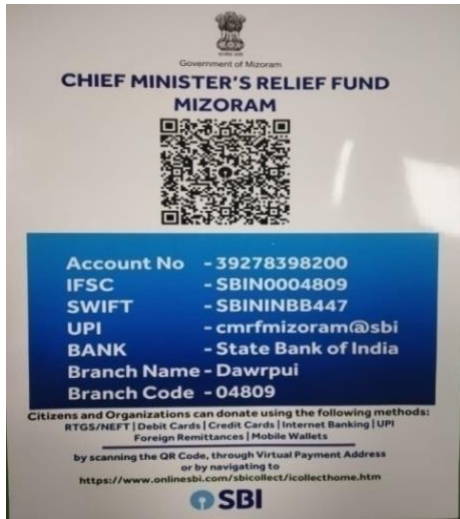 Government of Mizoram
CHIEF MINISTER'S RELIEF FUND
MIZORAM
Account No - 39278398200
IFSC - SBIN0004809
SWIFT - SBININBB447
UPI - cmrfmizoram@sbi
BANK - State Bank of India
Branch Name - Dawrpui
Branch Code - 04809
Citizens and Organizations can donate using the following methods:
RTGS/NEFT | Debit Cards | Credit Cards | Internet Banking | UPI
Foreign Remittances | Mobile Wallets
by scanning the QR Code, through Virtual Payment Address
or by navigating to
https://www.onlinesbi.com/sbicollect/icollecthome.htm
SBI